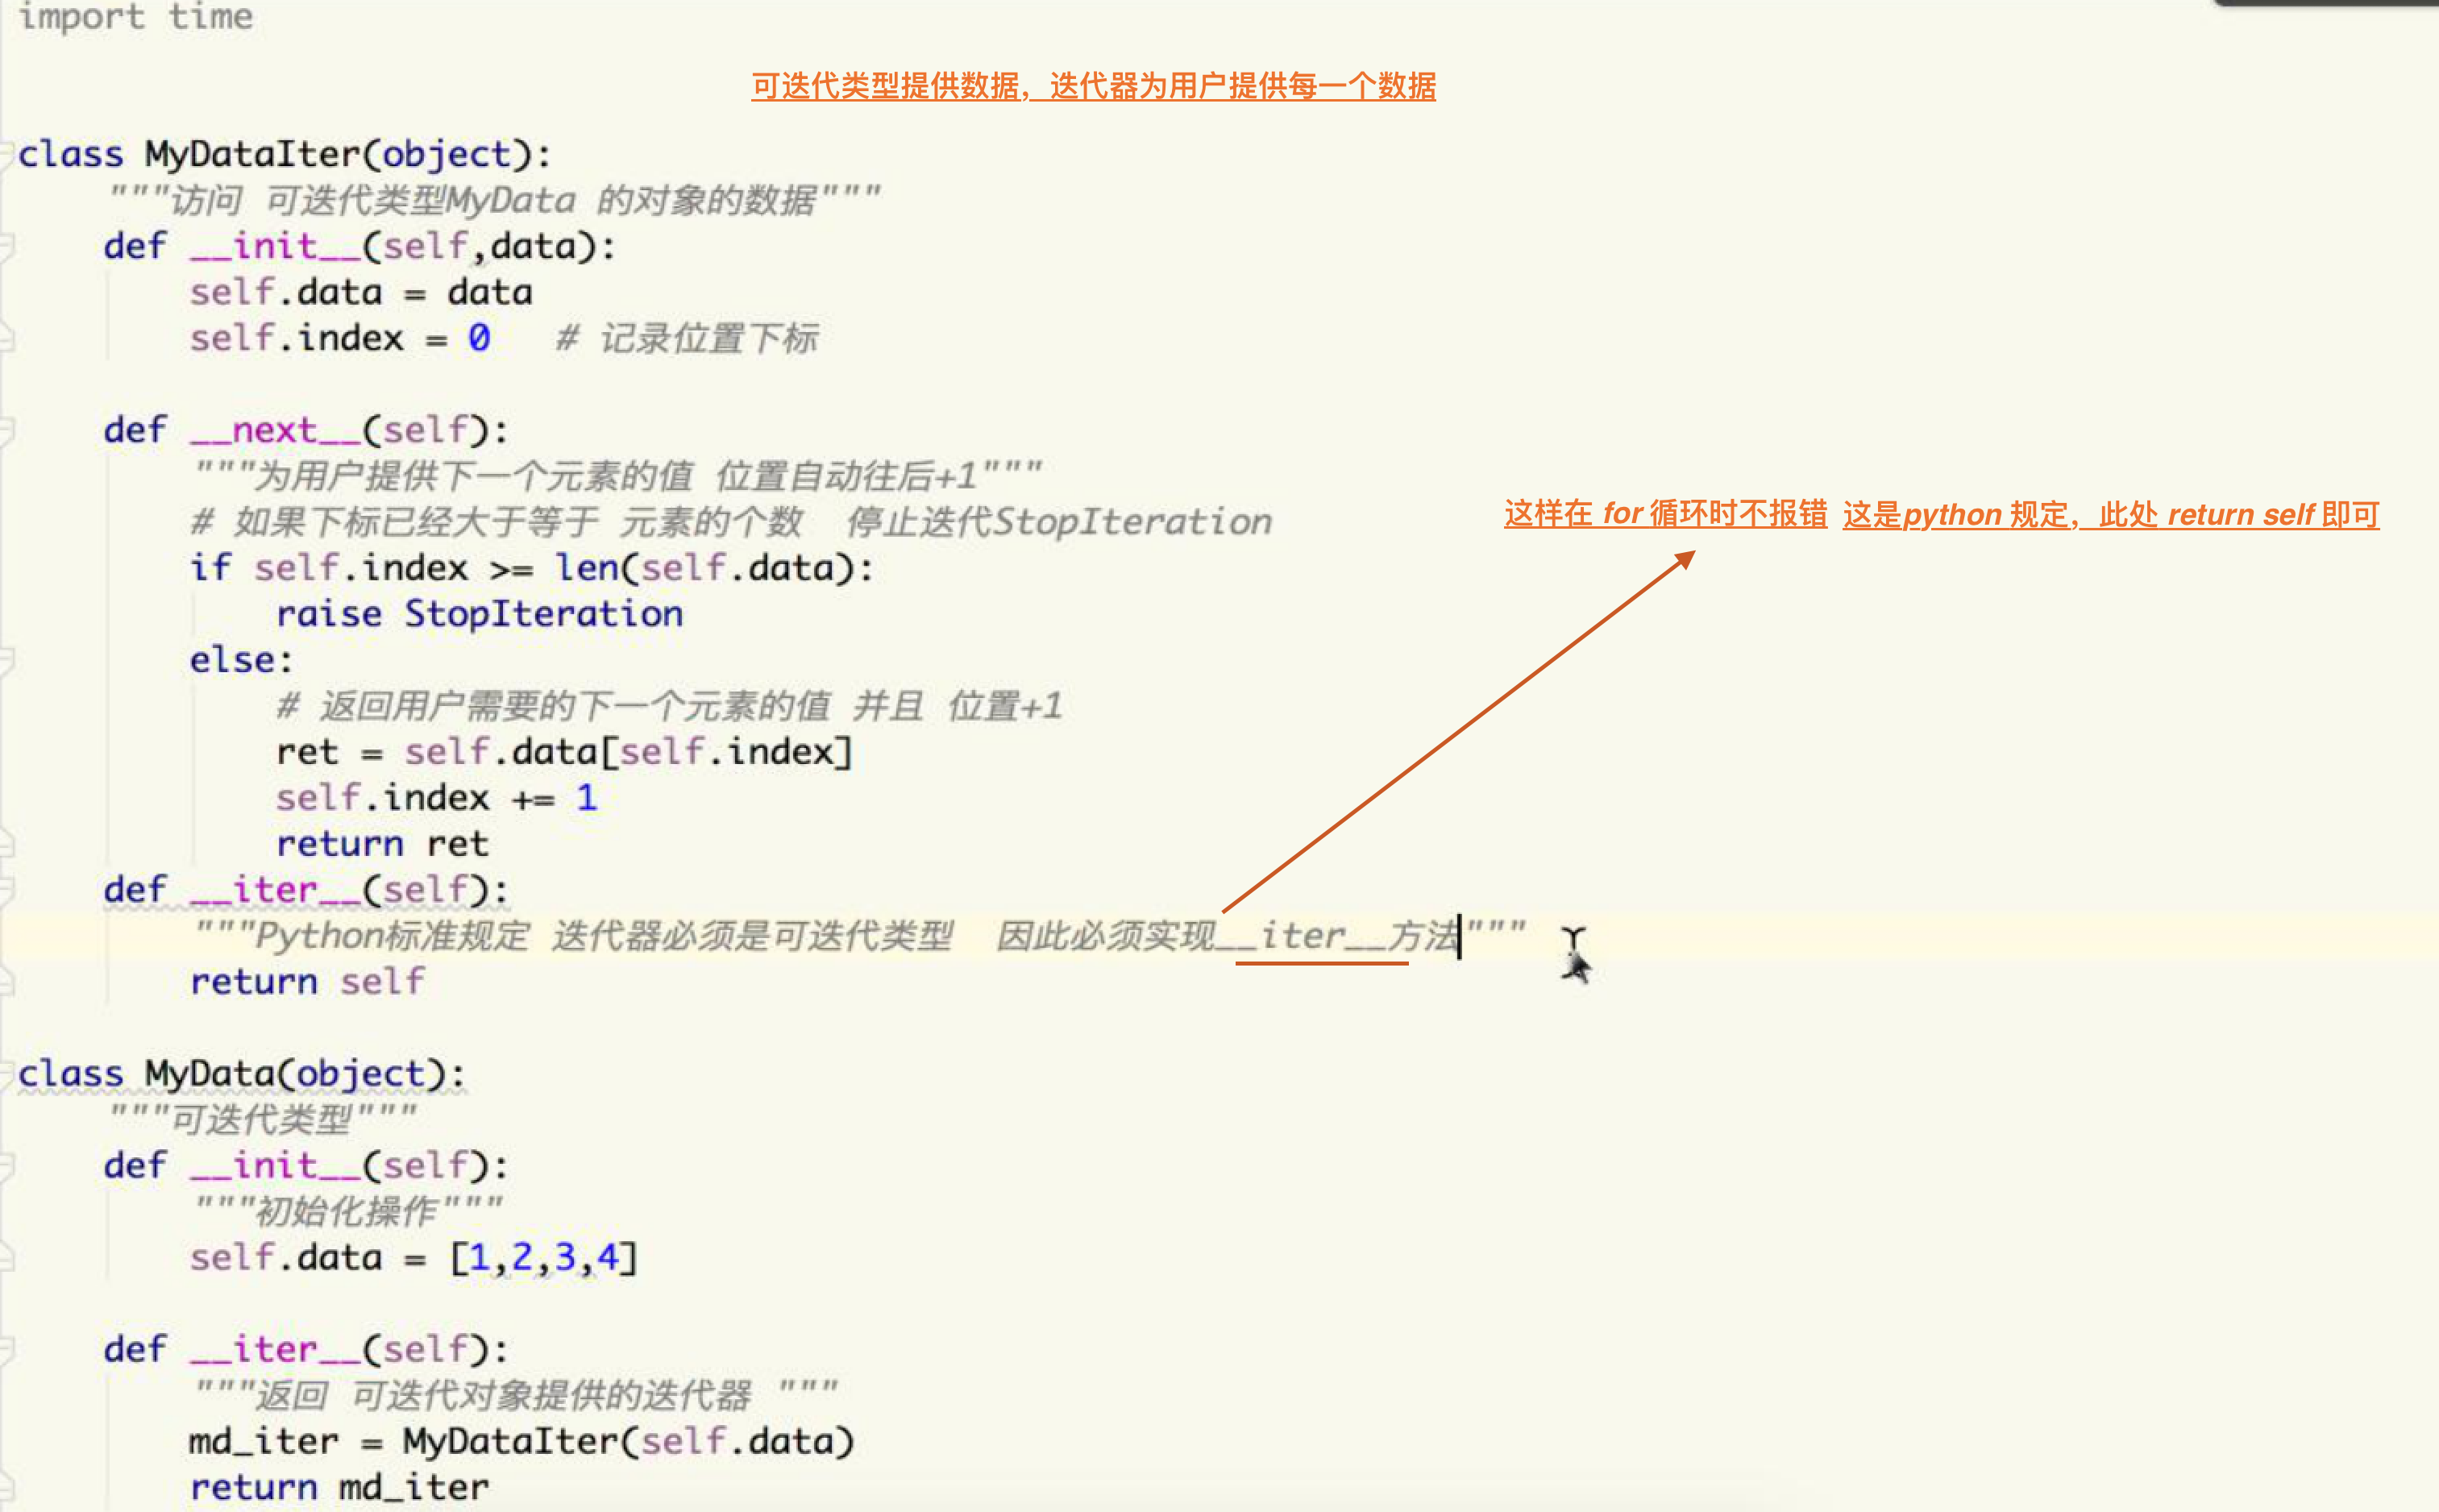 import time
可迭代类型提供数据，迭代器为用户提供每一个数据
class MyDataIter(object):
    """访问 可迭代类型MyData 的对象的数据"""
    def __init__(self,data):
        self.data = data
        self.index = 0   # 记录位置下标
    def __next__(self):
        """为用户提供下一个元素的值 位置自动往后+1"""
        # 如果下标已经大于等于 元素的个数  停止迭代StopIteration
这样在 for 循环时不报错 这是python 规定，此处 return self 即可
        if self.index >= len(self.data):
            raise StopIteration
        else:
            # 返回用户需要的下一个元素的值 并且 位置+1
            ret = self.data[self.index]
            self.index += 1
            return ret
    def __iter__(self):
        """Python标准规定 迭代器必须是可迭代类型  因此必须实现__iter__方法"""
        return self
class MyData(object):
    """可迭代类型"""
    def __init__(self):
        """初始化操作"""
        self.data = [1,2,3,4]
    def __iter__(self):
        """返回 可迭代对象提供的迭代器 """
        md_iter = MyDataIter(self.data)
        return md_iter